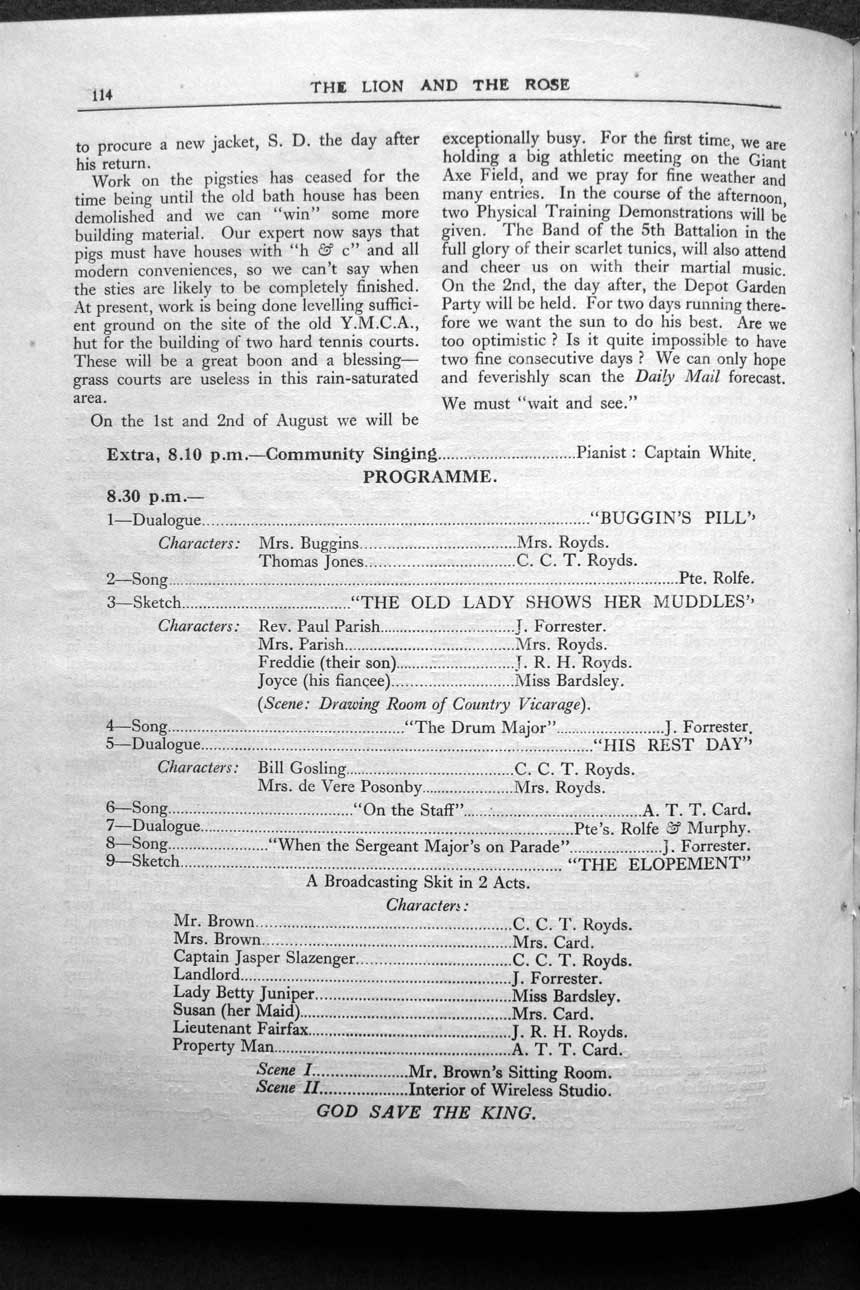 114
THE LION AND THE ROSE
to procure a new jacket, S. D. the day after
his return.
Work on the pigsties has ceased for the
time being until the old bath house has been
demolished and we can "win" some more
building material. Our expert now says that
pigs must have houses with "h & c" and all
modern conveniences, so we can't say when
the sties are likely to be completely finished.
At present, work is being done levelling suffici-
ent ground on the site of the old Y.M.C.A.,
hut for the building of two hard tennis courts.
These will be a great boon and a blessing—
grass courts are useless in this rain-saturated
area.
On the 1st and 2nd of August we will be
exceptionally busy. For the first time, we are
holding a big athletic meeting on the Giant
Axe Field, and we pray for fine weather and
many entries. In the course of the afternoon,
two Physical Training Demonstrations will be
given. The Band of the 5th Battalion in the
full glory of their scarlet tunics, will also attend
and cheer us on with their martial music.
On the 2nd, the day after, the Depot Garden
Party will be held. For two days running there-
fore we want the sun to do his best. Are we
too optimistic ? Is it quite impossible to have
two fine consecutive days ? We can only hope
and feverishly scan the Daily Mail forecast.
We must "wait and see."
Extra, 8.10 p.m.—Community Singing................................Pianist : Captain White.
PROGRAMME.
8.30 p.m.—
1—Dualogue...................................................................................."BUGGIN'S PILL"
Characters: Mrs. Buggins..................................Mrs. Royds.
Thomas Jones................................C. C. T. Royds.
2—Song..............................................................................................................Pte. Rolfe.
3—Sketch........................................"THE OLD LADY SHOWS HER MUDDLES"
Characters: Rev. Paul Parish.............................J. Forrester.
Mrs. Parish.....................................Mrs. Royds.
Freddie (their son).........................J. R. H. Royds.
Joyce (his fiancee)...........................Miss Bardsley.
(Scene: Drawing Room of Country Vicarage).
4—Song........................................................"The Drum Major".........................J. Forrester.
5—Dualogue....................................................................................."HIS REST DAY"
Characters: Bill Gosling....................................C. C. T. Royds.
Mrs. de Vere Posonby......................Mrs. Royds.
6—Song............................................"On the Staff"..........................................A. T. T. Card.
7—Dualogue.................................................................................Pte's. Rolfe & Murphy.
8—Song........................"When the Sergeant Major's on Parade"......................J. Forrester.
9—Sketch.......................................................................................... "THE ELOPEMENT"
A Broadcasting Skit in 2 Acts.
Characters :
Mr. Brown........................................................C. C. T. Royds.
Mrs. Brown......................................................Mrs. Card.
Captain Jasper Slazenger..................................C. C. T. Royds.
Landlord..........................................................J. Forrester.
Lady Betty Juniper..........................................Miss Bardsley.
Susan (her Maid).............................................Mrs. Card.
Lieutenant Fairfax...........................................J. R. H. Royds.
Property Man...................................................A. T. T. Card.
Scene I......................Mr. Brown's Sitting Room.
Scene II....................Interior of Wireless Studio.
GOD SAVE THE KING.